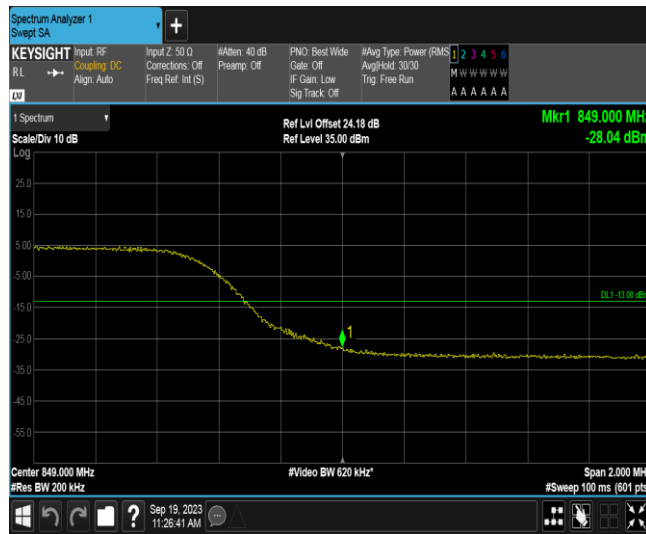 Spectrum Analyzer 1
Swept SA
+
KEYSIGHT
RL
LXI
Input: RF
Coupling: DC
Align: Auto
Input Z: 50 Ω
Corrections: Off
Freq Ref: Int (S)
#Atten: 40 dB
Preamp: Off
PNO: Best Wide
Gate: Off
IF Gain: Low
Sig Track: Off
#Avg Type: Power (RMS
Avg|Hold: 30/30
Trig: Free Run
1 2 3 4 5 6
M W W W W W
A A A A A A
1 Spectrum
Scale/Div 10 dB
Log
Ref Lvl Offset 24.18 dB
Ref Level 35.00 dBm
Mkr1 849.000 MHz
-28.04 dBm
25.0
15.0
5.00
-5.00
-15.0
-25.0
-35.0
-45.0
-55.0
DL1 -13.00 dBm
1
Center 849.000 MHz
#Res BW 200 kHz
#Video BW 620 kHz*
Span 2.000 MHz
#Sweep 100 ms (601 pts
?
Sep 19, 2023
11:26:41 AM